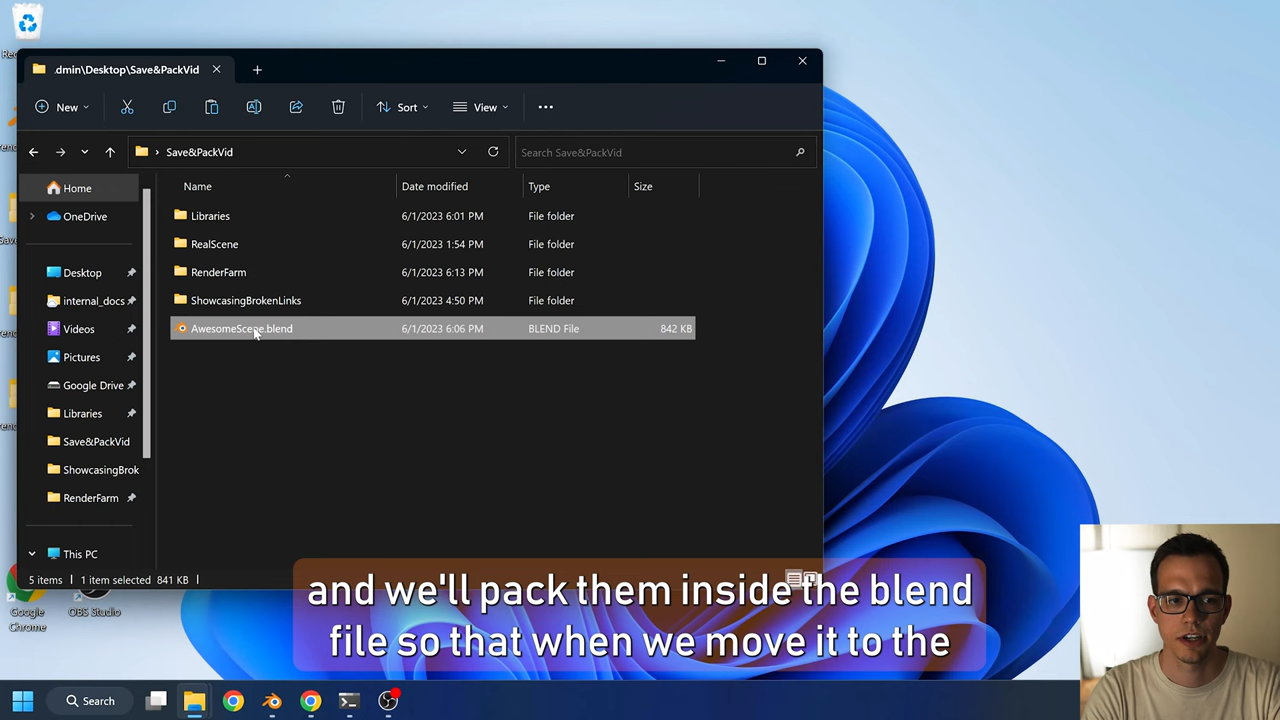 .dmin\Desktop\Save&PackVid
New
Sort
View
Save&PackVid
Search Save&PackVid
Name
Date modified
Type
Size
Home
OneDrive
Desktop
internal_docs
Videos
Pictures
Google Drive
Libraries
Save&PackVid
ShowcasingBrok
RenderFarm
This PC
Libraries 6/1/2023 6:01 PM File folder
RealScene 6/1/2023 1:54 PM File folder
RenderFarm 6/1/2023 6:13 PM File folder
ShowcasingBrokenLinks 6/1/2023 4:50 PM File folder
AwesomeScene.blend 6/1/2023 6:06 PM BLEND File 842 KB
5 items 1 item selected 841 KB
and we'll pack them inside the blend
file so that when we move it to the
Google
Chrome
OBS Studio
Search